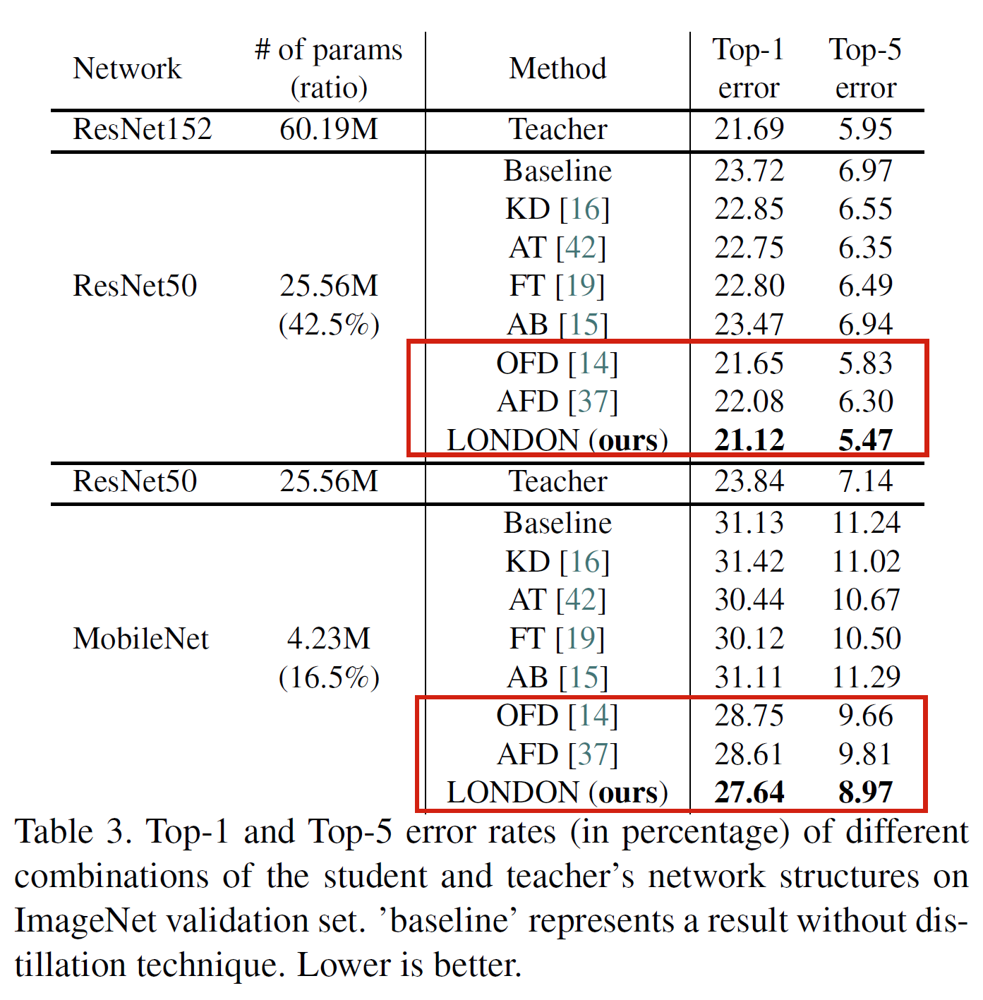 Network # of params (ratio) Method Top-1 error Top-5 error
ResNet152 60.19M Teacher 21.69 5.95
Baseline 23.72 6.97
KD [16] 22.85 6.55
AT [42] 22.75 6.35
ResNet50 25.56M FT [19] 22.80 6.49
(42.5%) AB [15] 23.47 6.94
OFD [14] 21.65 5.83
AFD [37] 22.08 6.30
LONDON (ours) 21.12 5.47
ResNet50 25.56M Teacher 23.84 7.14
Baseline 31.13 11.24
KD [16] 31.42 11.02
AT [42] 30.44 10.67
MobileNet 4.23M FT [19] 30.12 10.50
(16.5%) AB [15] 31.11 11.29
OFD [14] 28.75 9.66
AFD [37] 28.61 9.81
LONDON (ours) 27.64 8.97
Table 3. Top-1 and Top-5 error rates (in percentage) of different
combinations of the student and teacher's network structures on
ImageNet validation set. 'baseline' represents a result without dis-
tillation technique. Lower is better.